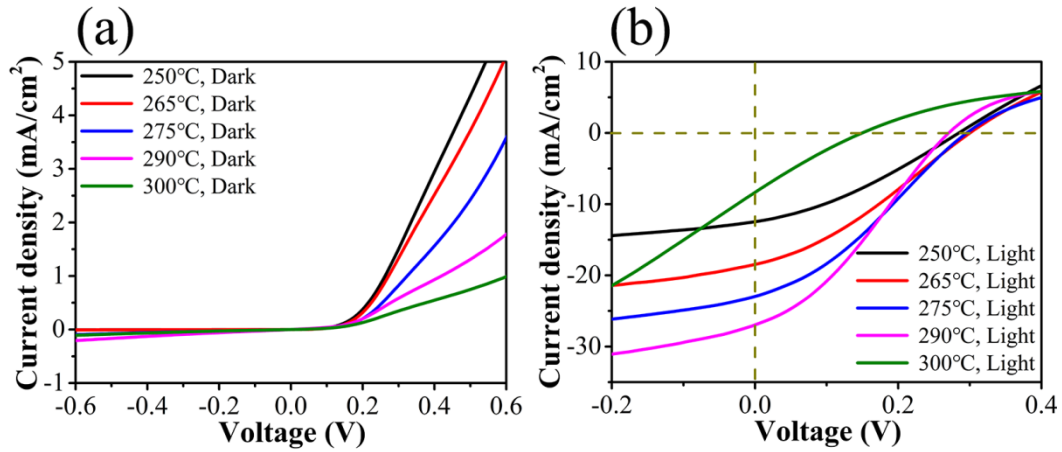 (a)
5
4
3
2
1
0
-1
Current density (mA/cm²)
250℃, Dark
265℃, Dark
275℃, Dark
290℃, Dark
300℃, Dark
-0.6 -0.4 -0.2 0.0 0.2 0.4 0.6
Voltage (V)
(b)
10
0
-10
-20
-30
Current density (mA/cm²)
250℃, Light
265℃, Light
275℃, Light
290℃, Light
300℃, Light
-0.2 0.0 0.2 0.4
Voltage (V)